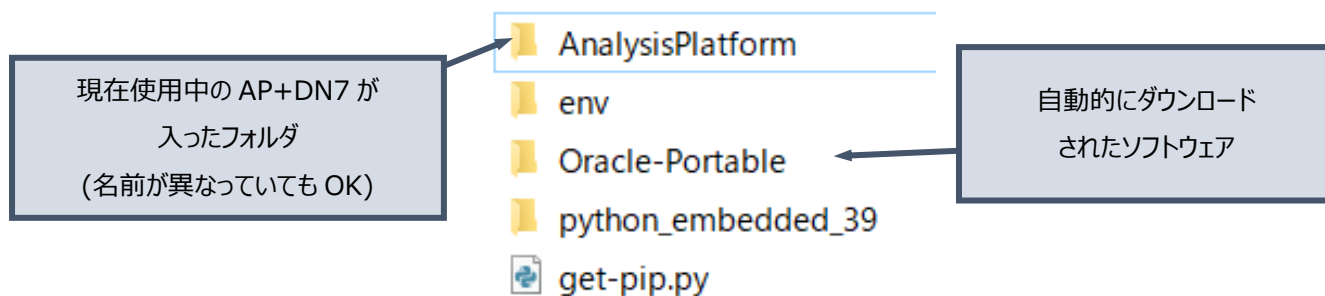 現在使用中の AP+DN7 が
入ったフォルダ
(名前が異なっていても OK)
AnalysisPlatform
env
Oracle-Portable
python_embedded_39
get-pip.py
自動的にダウンロード
されたソフトウェア